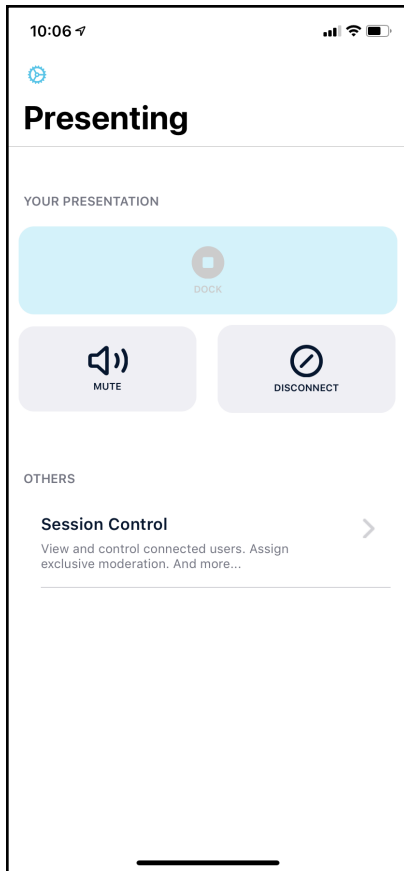 10:06
Presenting
YOUR PRESENTATION
DOCK
MUTE
DISCONNECT
OTHERS
Session Control
View and control connected users. Assign
exclusive moderation. And more...